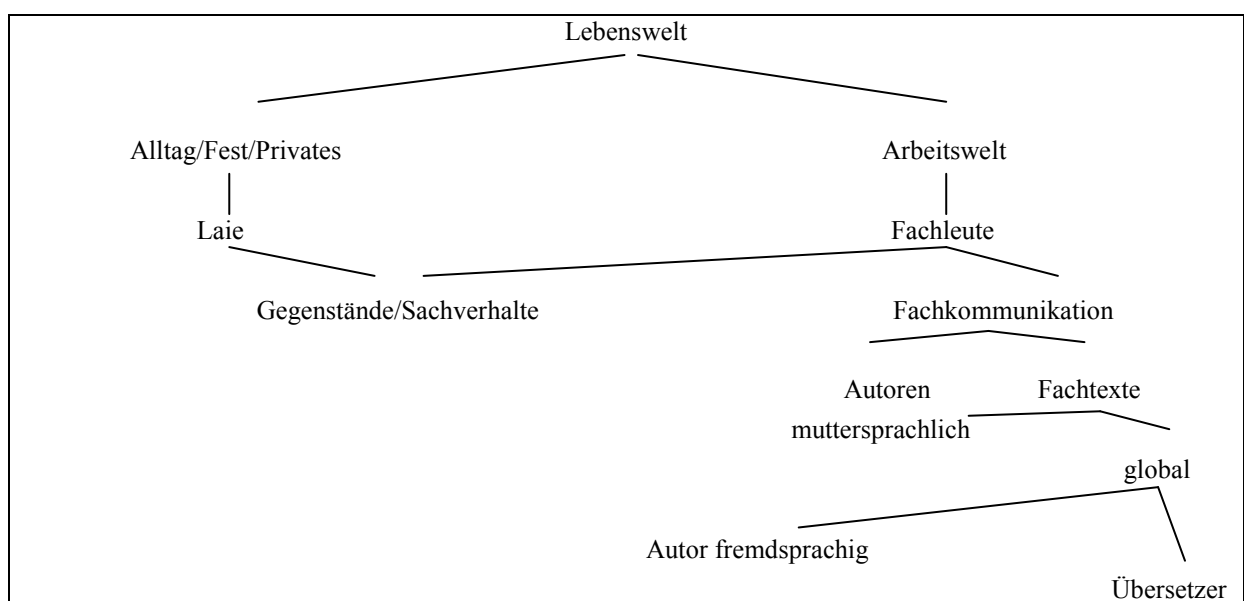 Lebenswelt
Alltag/Fest/Privates
Arbeitswelt
Laie
Fachleute
Gegenstände/Sachverhalte
Fachkommunikation
Autoren
Fachtexte
muttersprachlich
global
Autor fremdsprachig
Übersetzer